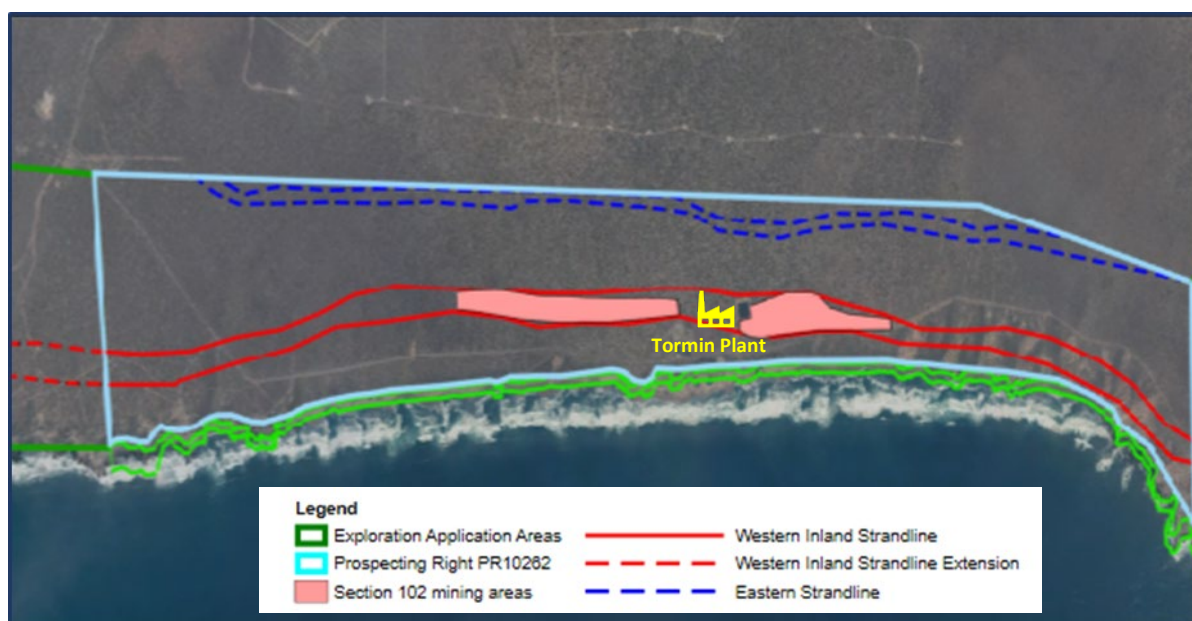 Tormin Plant
Legend
Exploration Application Areas
Prospecting Right PR10262
Section 102 mining areas
Western Inland Strandline
Western Inland Strandline Extension
Eastern Strandline